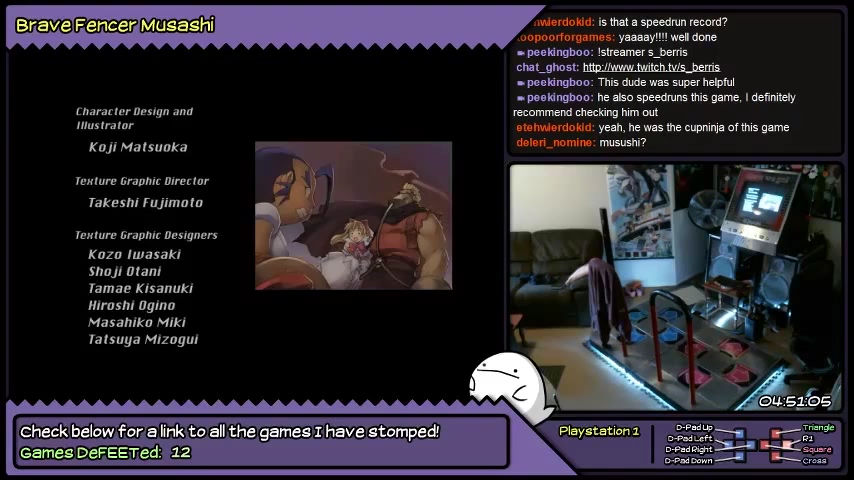 Brave Fencer Musashi
Character Design and
Illustrator
Koji Matsuoka
Texture Graphic Director
Takeshi Fujimoto
Texture Graphic Designers
Kozo Iwasaki
Shoji Otani
Tamae Kisanuki
Hiroshi Ogino
Masahiko Miki
Tatsuya Mizogui
ehwierdokid: is that a speedrun record?
oopoorforgames: yaaaay!!!! well done
peekingboo: !streamer s_berris
chat_ghost: http://www.twitch.tv/s_berris
peekingboo: This dude was super helpful
peekingboo: he also speedruns this game, I definitely
recommend checking him out
etehwierdokid: yeah, he was the cupninja of this game
deleri_nomine: musushi?
04:51:05
Check below for a link to all the games I have stomped!
Games DeFEETed: 12
Playstation 1
D-Pad Up
D-Pad Left
D-Pad Right
D-Pad Down
Triangle
R1
Square
Cross